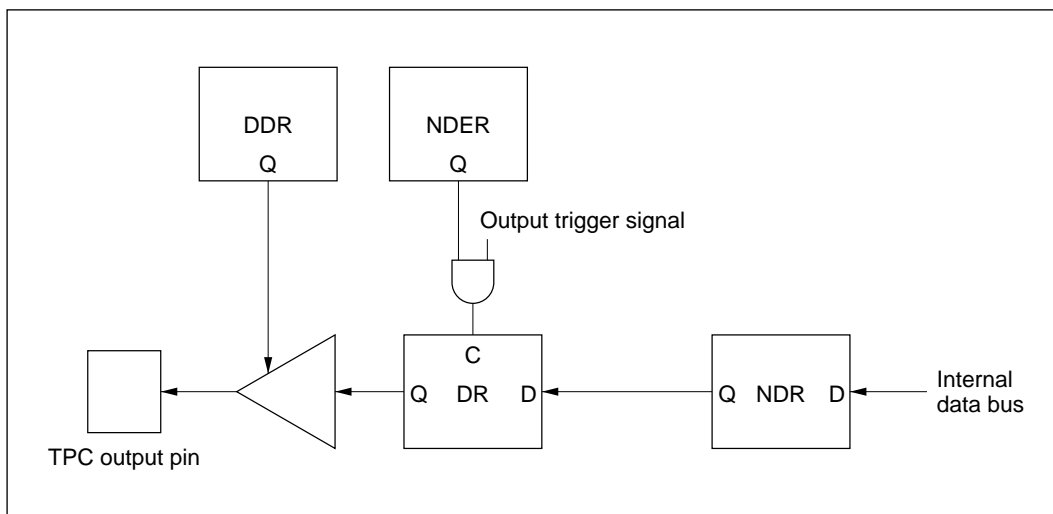 DDR
Q
NDER
Q
Output trigger signal
C
Q DR D
Q NDR D
Internal
data bus
TPC output pin